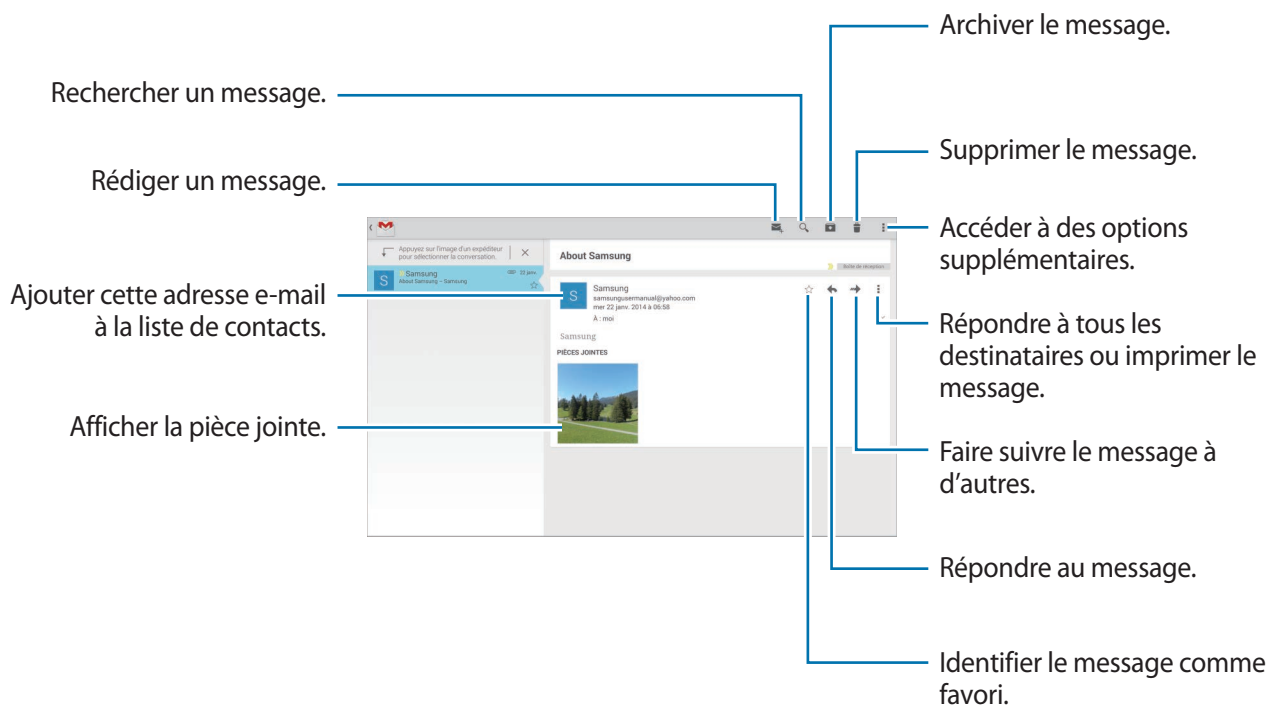 Archiver le message.
Rechercher un message.
Supprimer le message.
Rédiger un message.
Accéder à des options
supplémentaires.
Appuyez sur l'image d'un expéditeur
pour sélectionner la conversation.
About Samsung
Boîte de réception
S
Samsung
22 janv.
About Samsung – Samsung
Ajouter cette adresse e-mail
à la liste de contacts.
S
Samsung
samsungusermanual@yahoo.com
mer 22 janv. 2014 à 06:58
À : moi
Samsung
PIÈCES JOINTES
Répondre à tous les
destinataires ou imprimer le
message.
Afficher la pièce jointe.
Faire suivre le message à
d’autres.
Répondre au message.
Identifier le message comme
favori.